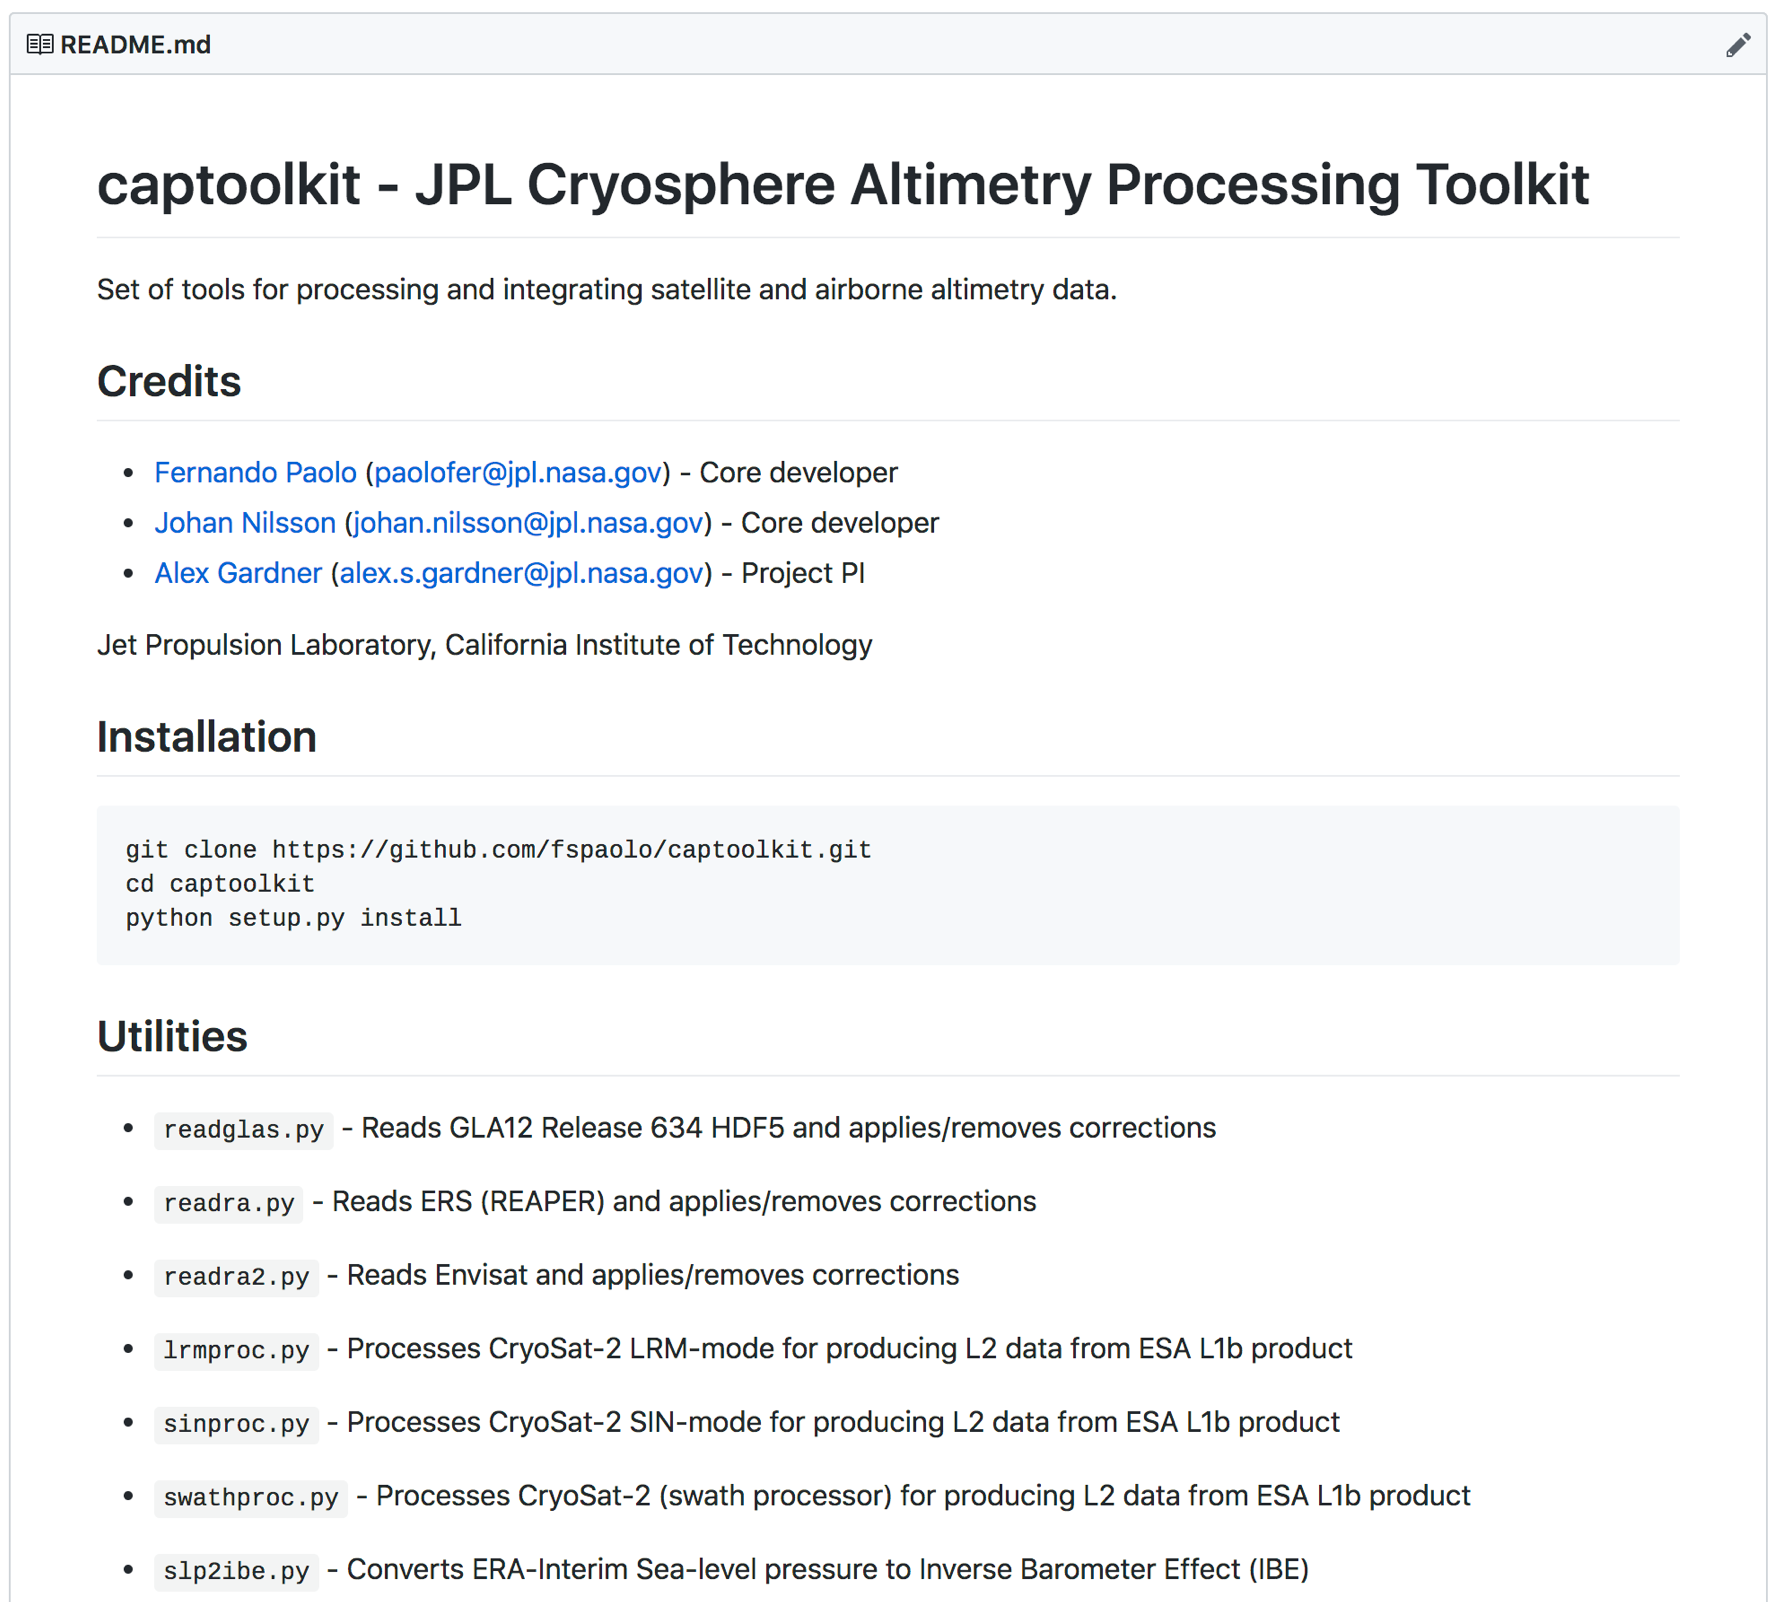 README.md
captoolkit - JPL Cryosphere Altimetry Processing Toolkit
Set of tools for processing and integrating satellite and airborne altimetry data.
Credits
• Fernando Paolo (paolofer@jpl.nasa.gov) - Core developer
• Johan Nilsson (johan.nilsson@jpl.nasa.gov) - Core developer
• Alex Gardner (alex.s.gardner@jpl.nasa.gov) - Project PI
Jet Propulsion Laboratory, California Institute of Technology
Installation
git clone https://github.com/fspaolo/captoolkit.git
cd captoolkit
python setup.py install
Utilities
• readglas.py - Reads GLA12 Release 634 HDF5 and applies/removes corrections
• readra.py - Reads ERS (REAPER) and applies/removes corrections
• readra2.py - Reads Envisat and applies/removes corrections
• lrmproc.py - Processes CryoSat-2 LRM-mode for producing L2 data from ESA L1b product
• sinproc.py - Processes CryoSat-2 SIN-mode for producing L2 data from ESA L1b product
• swathproc.py - Processes CryoSat-2 (swath processor) for producing L2 data from ESA L1b product
• slp2ibe.py - Converts ERA-Interim Sea-level pressure to Inverse Barometer Effect (IBE)